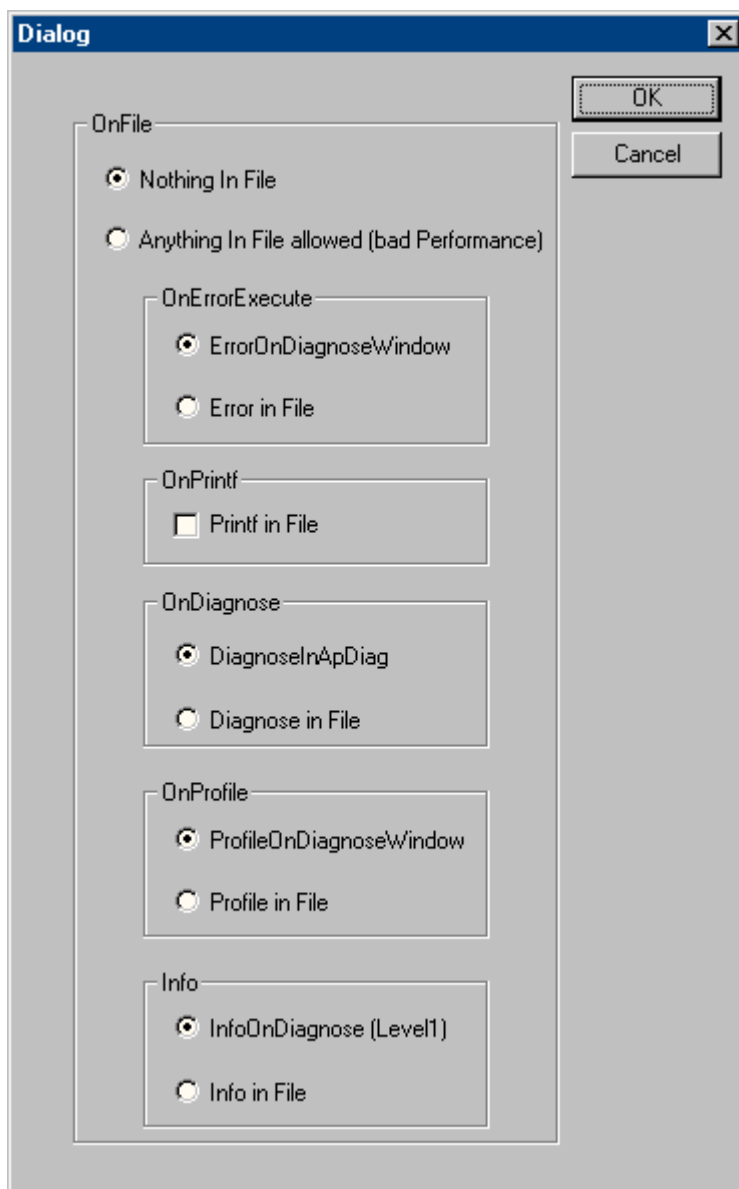 Dialog
OK
OnFile
Cancel
Nothing In File
Anything In File allowed (bad Performance)
OnErrorExecute
ErrorOnDiagnoseWindow
Error in File
OnPrintf
Printf in File
OnDiagnose
DiagnoseInApDiag
Diagnose in File
OnProfile
ProfileOnDiagnoseWindow
Profile in File
Info
InfoOnDiagnose (Level1)
Info in File